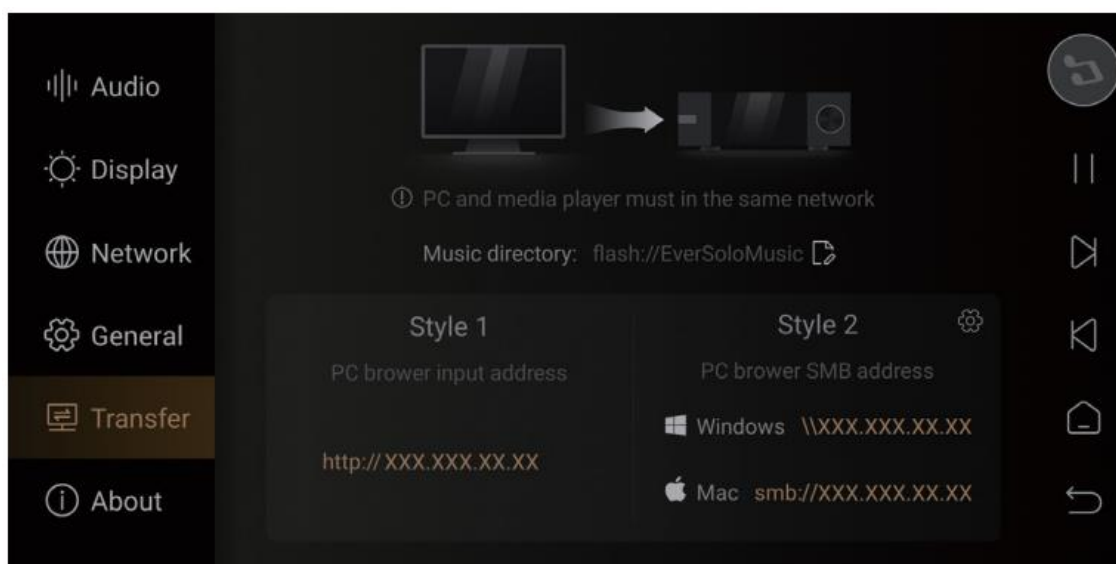 Audio
Display
Network
General
Transfer
About
PC and media player must in the same network
Music directory: flash://EverSoloMusic
Style 1
PC brower input address
http:// XXX.XXX.XX.XX
Style 2
PC brower SMB address
Windows \\XXX.XXX.XX.XX
Mac smb://XXX.XXX.XX.XX